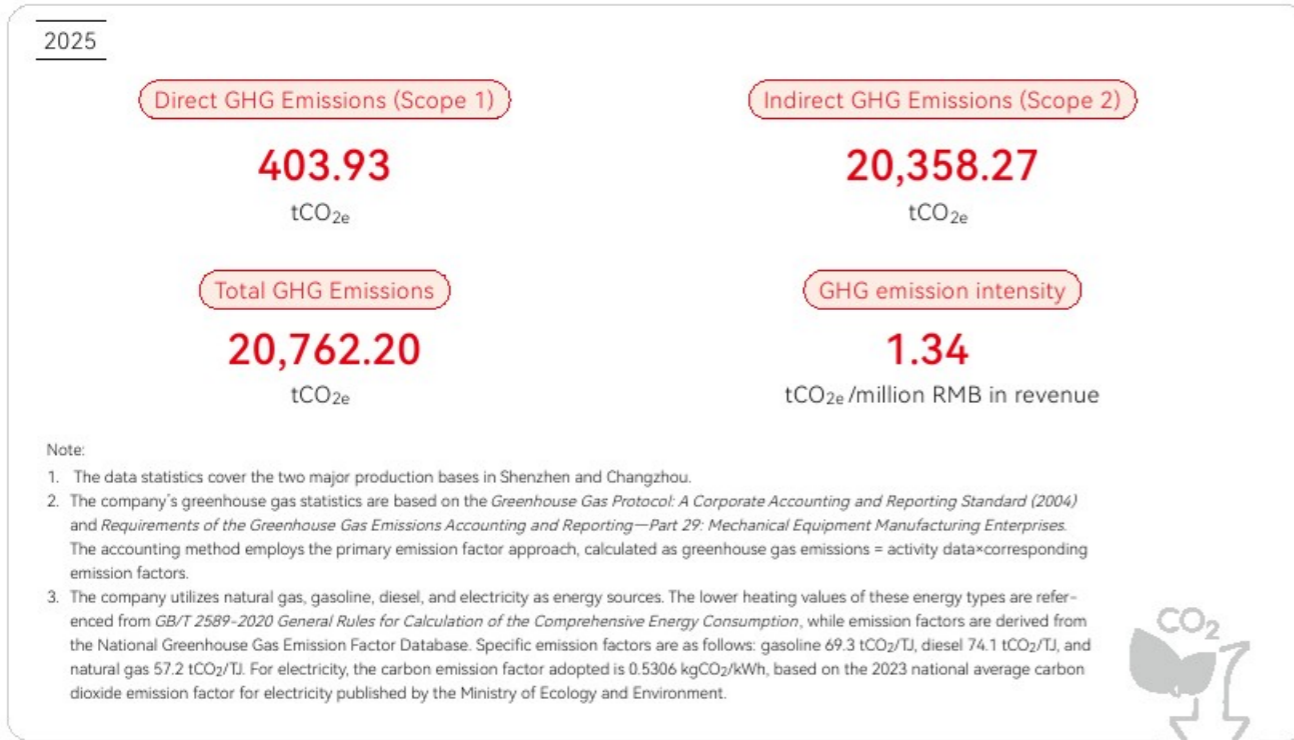 2025
Direct GHG Emissions (Scope 1)
Indirect GHG Emissions (Scope 2)
403.93
20,358.27
tCO₂e
tCO₂e
Total GHG Emissions
GHG emission intensity
20,762.20
1.34
tCO₂e
tCO₂e /million RMB in revenue
Note:
1. The data statistics cover the two major production bases in Shenzhen and Changzhou.
2. The company's greenhouse gas statistics are based on the Greenhouse Gas Protocol: A Corporate Accounting and Reporting Standard (2004)
and Requirements of the Greenhouse Gas Emissions Accounting and Reporting—Part 29: Mechanical Equipment Manufacturing Enterprises.
The accounting method employs the primary emission factor approach, calculated as greenhouse gas emissions = activity data×corresponding
emission factors.
3. The company utilizes natural gas, gasoline, diesel, and electricity as energy sources. The lower heating values of these energy types are refer-
enced from GB/T 2589-2020 General Rules for Calculation of the Comprehensive Energy Consumption, while emission factors are derived from
the National Greenhouse Gas Emission Factor Database. Specific emission factors are as follows: gasoline 69.3 tCO₂/TJ, diesel 74.1 tCO₂/TJ, and
natural gas 57.2 tCO₂/TJ. For electricity, the carbon emission factor adopted is 0.5306 kgCO₂/kWh, based on the 2023 national average carbon
dioxide emission factor for electricity published by the Ministry of Ecology and Environment.
CO₂